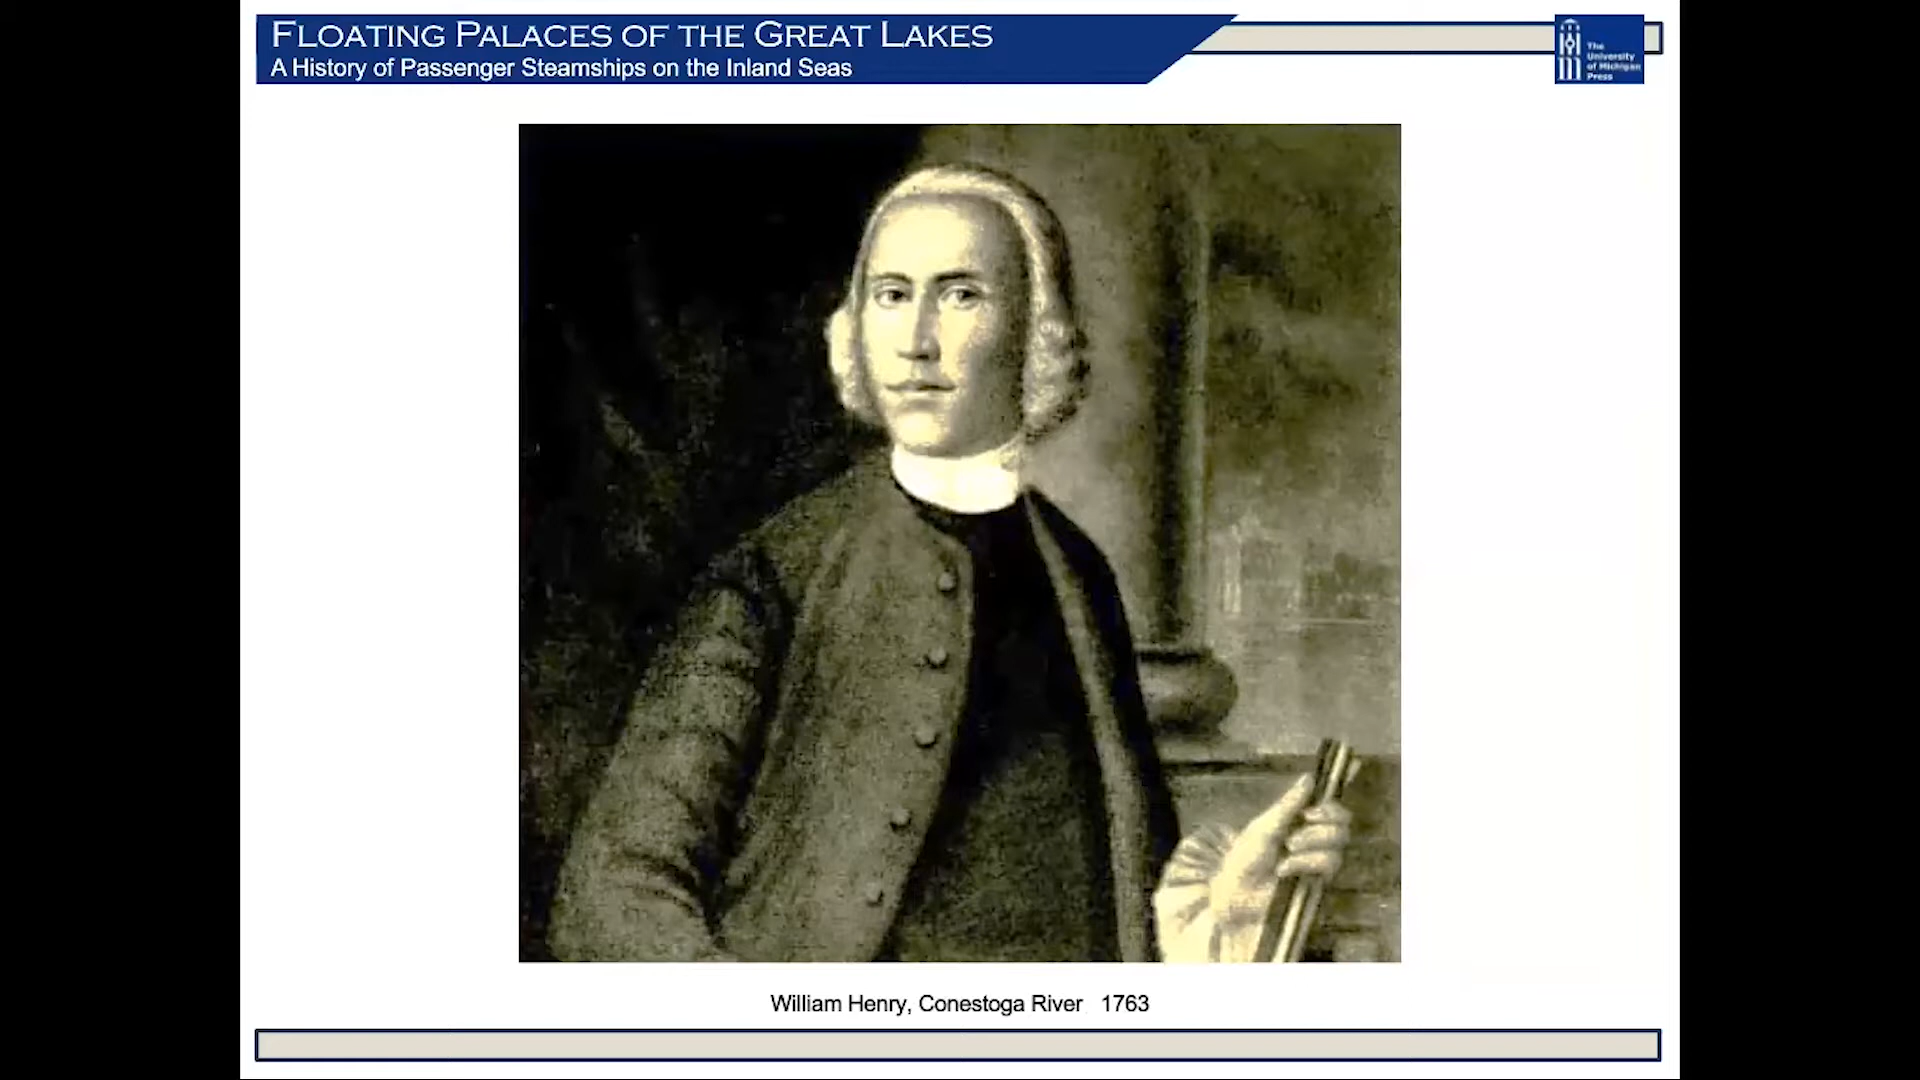 FLOATING PALACES OF THE GREAT LAKES
A History of Passenger Steamships on the Inland Seas
The
University
of Michigan
Press
William Henry, Conestoga River 1763